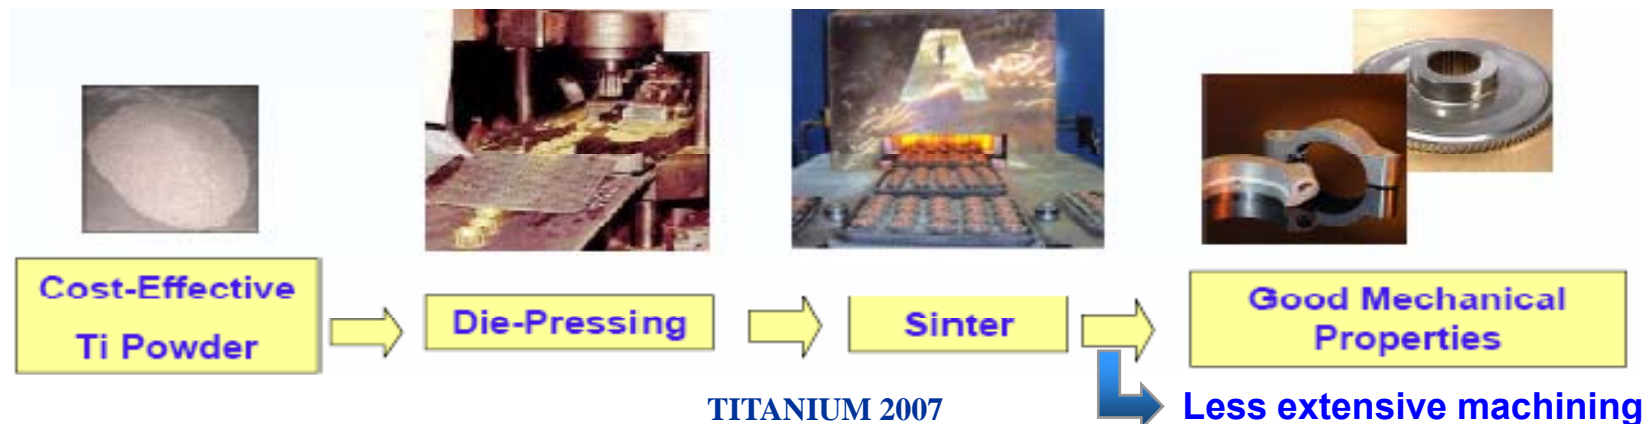 Cost-Effective
Ti Powder
Die-Pressing
Sinter
Good Mechanical
Properties
TITANIUM 2007
Less extensive machining